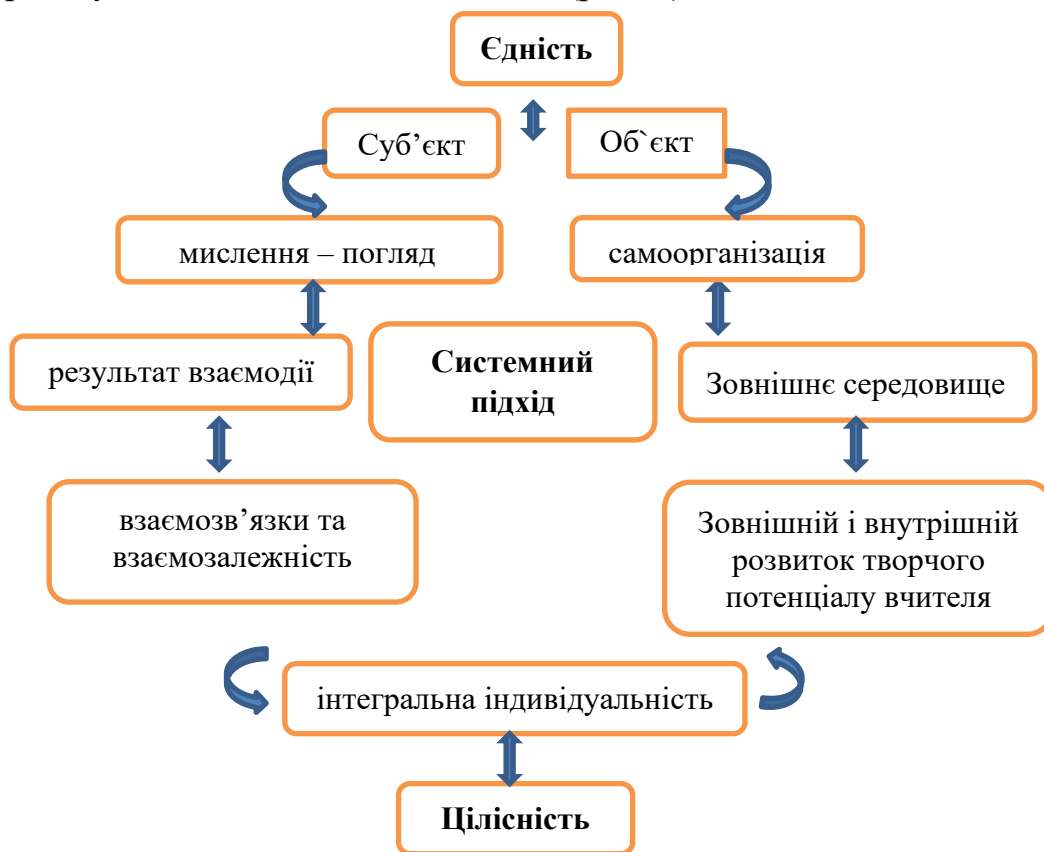 Єдність
Суб’єкт
Об`єкт
мислення – погляд
самоорганізація
результат взаємодії
Системний
підхід
Зовнішнє середовище
взаємозв’язки та
взаємозалежність
Зовнішній і внутрішній
розвиток творчого
потенціалу вчителя
інтегральна індивідуальність
Цілісність